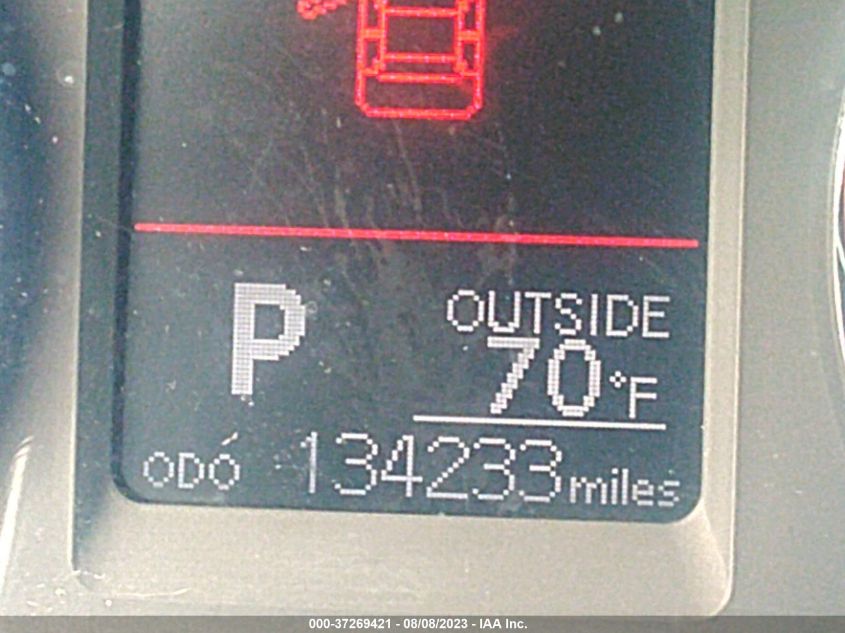 P
OUTSIDE
70°F
ODO 134233 miles
000-37269421 - 08/08/2023 - IAA Inc.